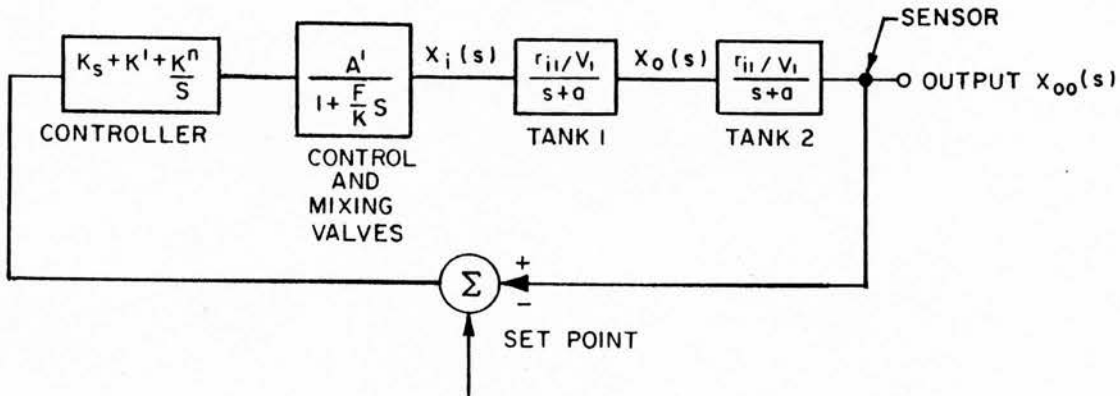 SENSOR
K_S + K' + K^n/S
CONTROLLER
A'
1 + F/K S
CONTROL
AND
MIXING
VALVES
X_i(s)
r_i1/V_1
s+a
TANK 1
X_o(s)
r_i1/V_1
s+a
TANK 2
OUTPUT X_oo(s)
Σ
+
−
SET POINT